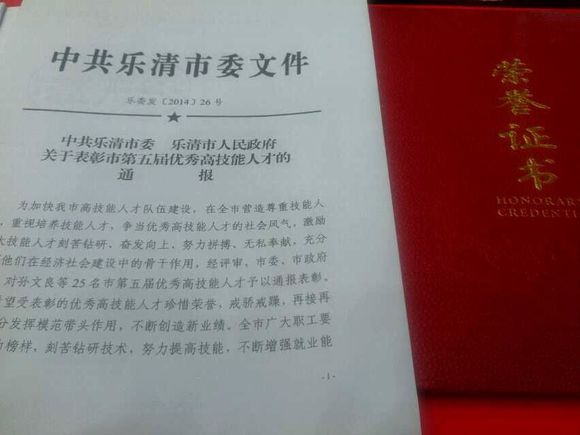 中共乐清市委文件
乐委发〔2014〕26号
中共乐清市委 乐清市人民政府
关于表彰市第五届优秀高技能人才的
通 报
为加快我市高技能人才队伍建设，在全市营造尊重技能人
，重视培养技能人才，争当优秀高技能人才的社会风气，激励
大技能人才刻苦钻研、奋发向上、努力拼搏、无私奉献，充分
他们在经济社会建设中的骨干作用，经评审，市委、市政府
对孙文良等25名市第五届优秀高技能人才予以通报表彰。
望受表彰的优秀高技能人才珍惜荣誉，戒骄戒躁，再接再
分发挥模范带头作用，不断创造新业绩。全市广大职工要
榜样，刻苦钻研技术，努力提高技能，不断增强就业能
-1-
荣誉证书
HONORAR
CREDENTI